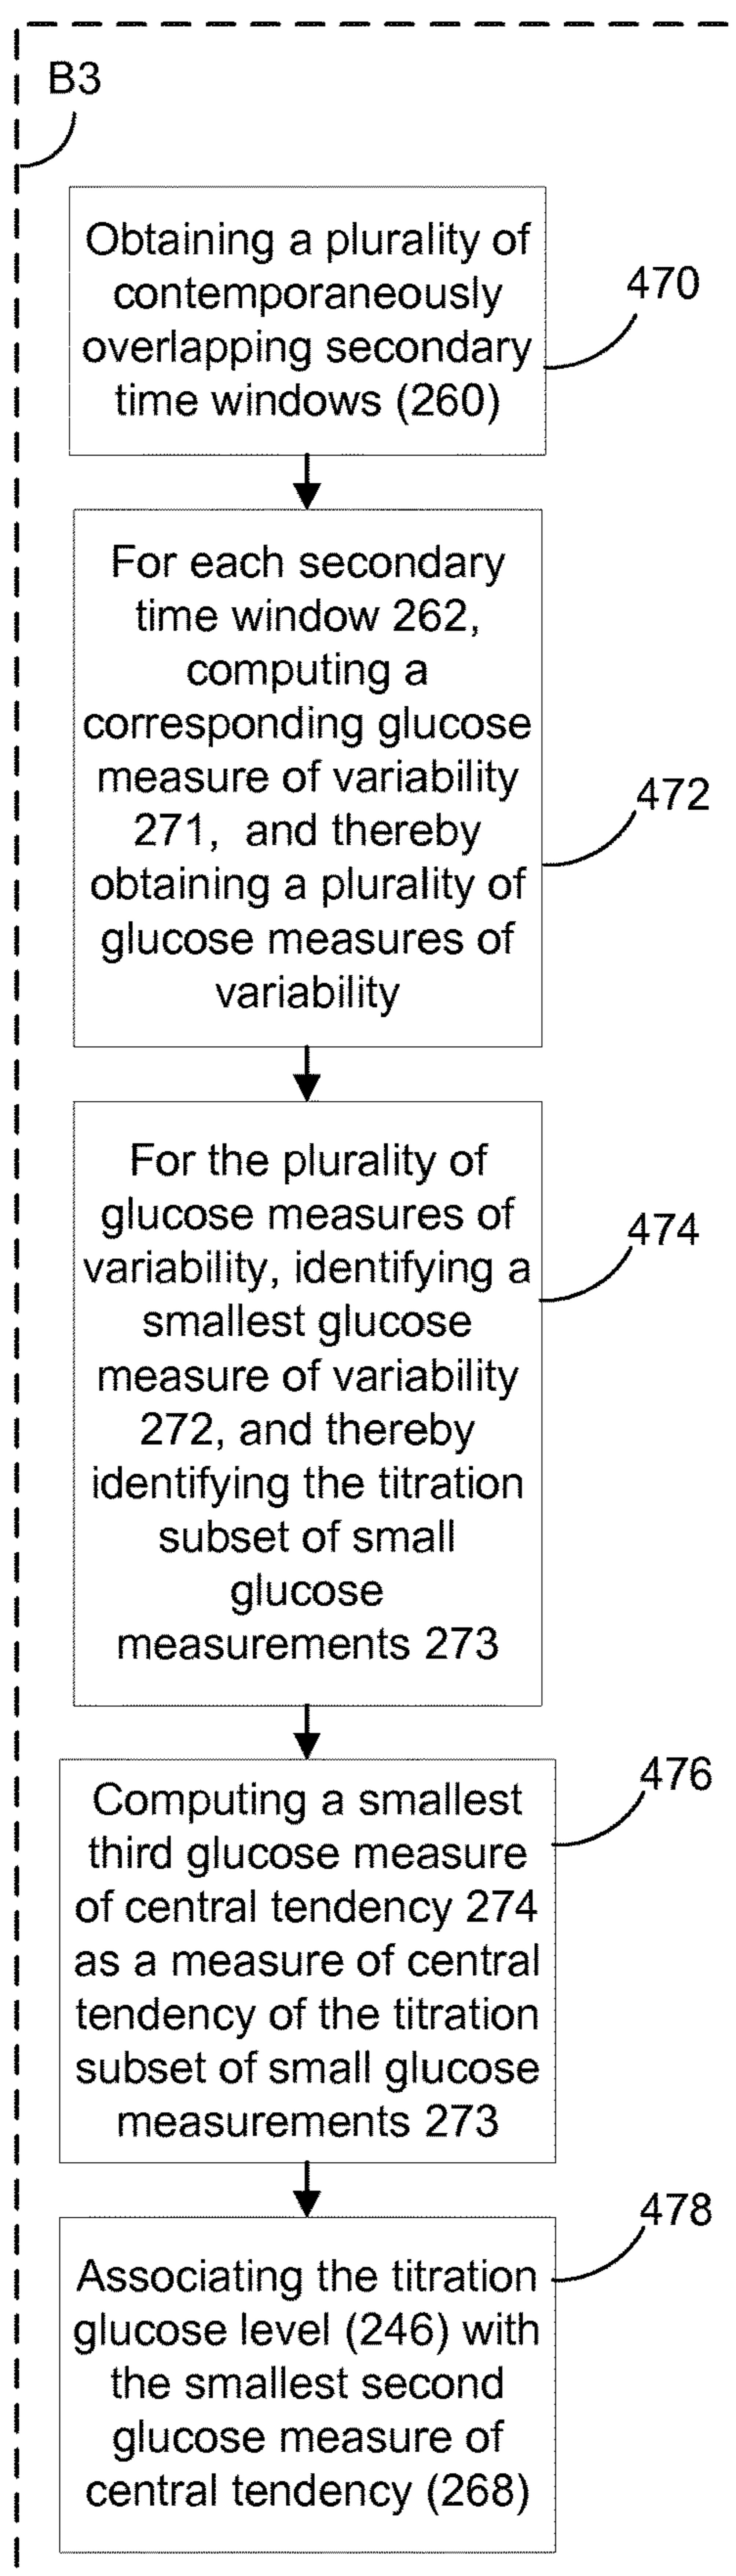 B3
Obtaining a plurality of
contemporaneously
overlapping secondary
time windows (260)
470
For each secondary
time window 262,
computing a
corresponding glucose
measure of variability
271, and thereby
obtaining a plurality of
glucose measures of
variability
472
For the plurality of
glucose measures of
variability, identifying a
smallest glucose
measure of variability
272, and thereby
identifying the titration
subset of small
glucose
measurements 273
474
Computing a smallest
third glucose measure
of central tendency 274
as a measure of central
tendency of the titration
subset of small glucose
measurements 273
476
Associating the titration
glucose level (246) with
the smallest second
glucose measure of
central tendency (268)
478